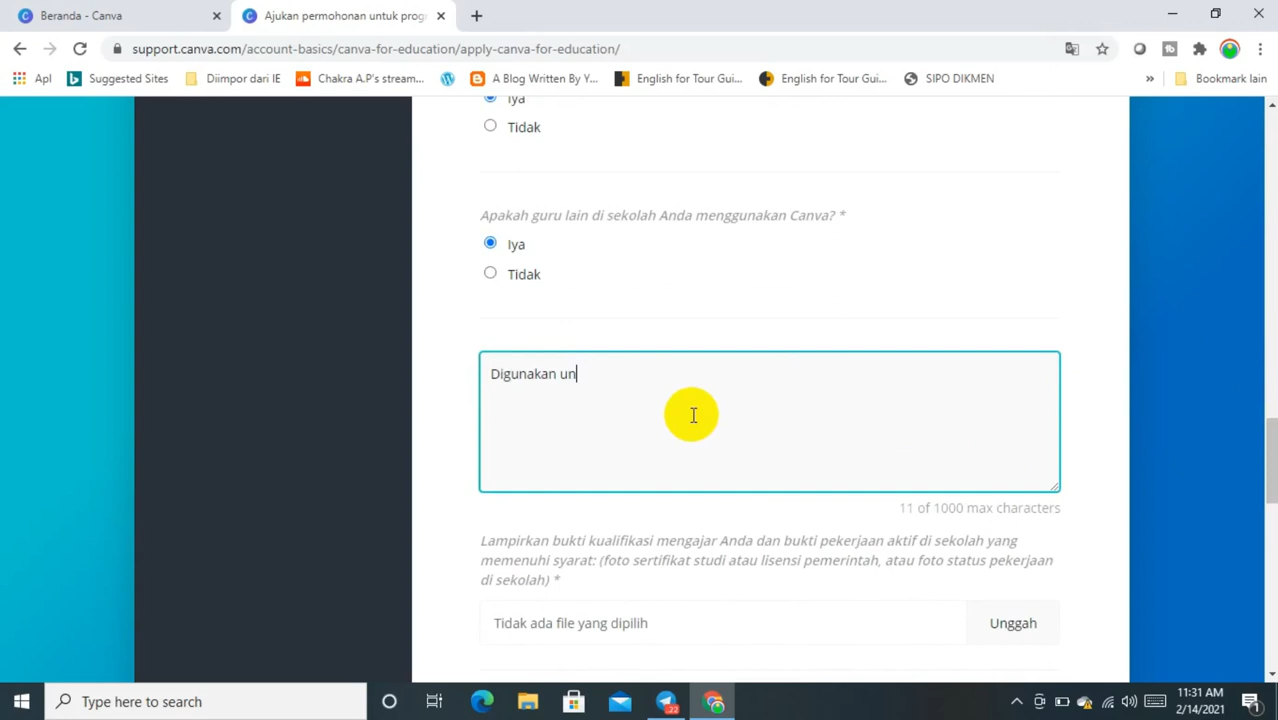 Beranda - Canva
Ajukan permohonan untuk progr
support.canva.com/account-basics/canva-for-education/apply-canva-for-education/
Apl
Suggested Sites
Diimpor dari IE
Chakra A.P's stream...
A Blog Written By Y...
English for Tour Gui...
English for Tour Gui...
SIPO DIKMEN
»
Bookmark lain
Iya
Tidak
Apakah guru lain di sekolah Anda menggunakan Canva? *
Iya
Tidak
Digunakan un
11 of 1000 max characters
Lampirkan bukti kualifikasi mengajar Anda dan bukti pekerjaan aktif di sekolah yang
memenuhi syarat: (foto sertifikat studi atau lisensi pemerintah, atau foto status pekerjaan
di sekolah) *
Tidak ada file yang dipilih
Unggah
Type here to search
22
11:31 AM
2/14/2021
1